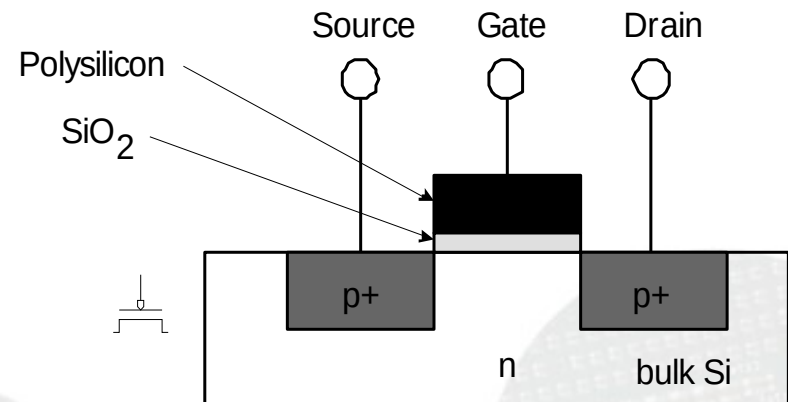 Source Gate Drain
Polysilicon
SiO2
p+ p+
n
bulk Si